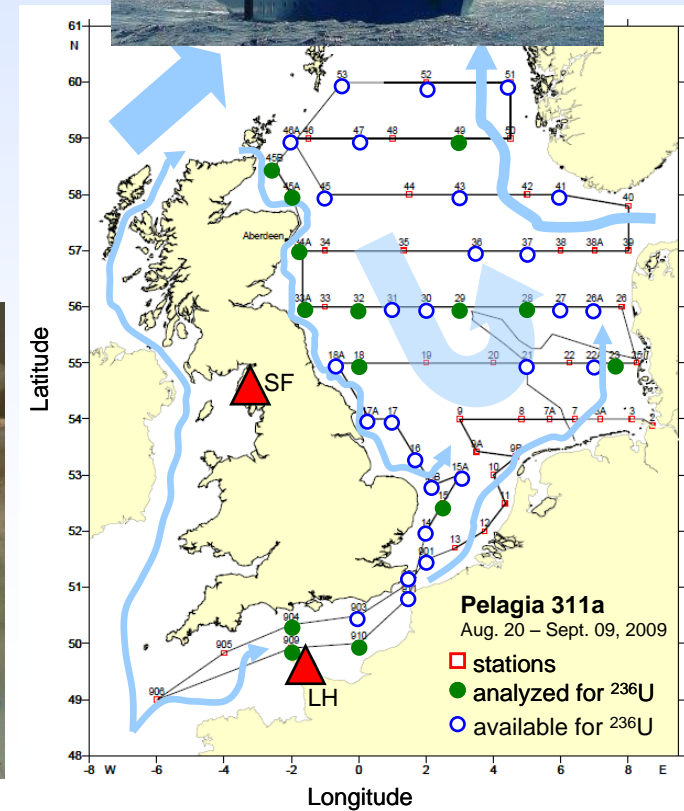 61
N
60
59
58
57
56
55
54
53
52
51
50
49
48
Latitude
53 52 51
46A 46 47 48 49 50
45B
45A 45 44 43 42 41 40
Aberdeen
34 35 36 37 38 38A 39
33A 33 32 31 30 29 28 27 26A 26
18A 18 19 20 21 22 23
SF
17A 17 9 8 7A 7 3 2
16 9A
15A 10
15 11
14 12
901 13
904 903
905 909 910
906
LH
Pelagia 311a
Aug. 20 – Sept. 09, 2009
stations
analyzed for ²³⁶U
available for ²³⁶U
-8 W -6 -4 -2 0 2 4 6 8 E
Longitude